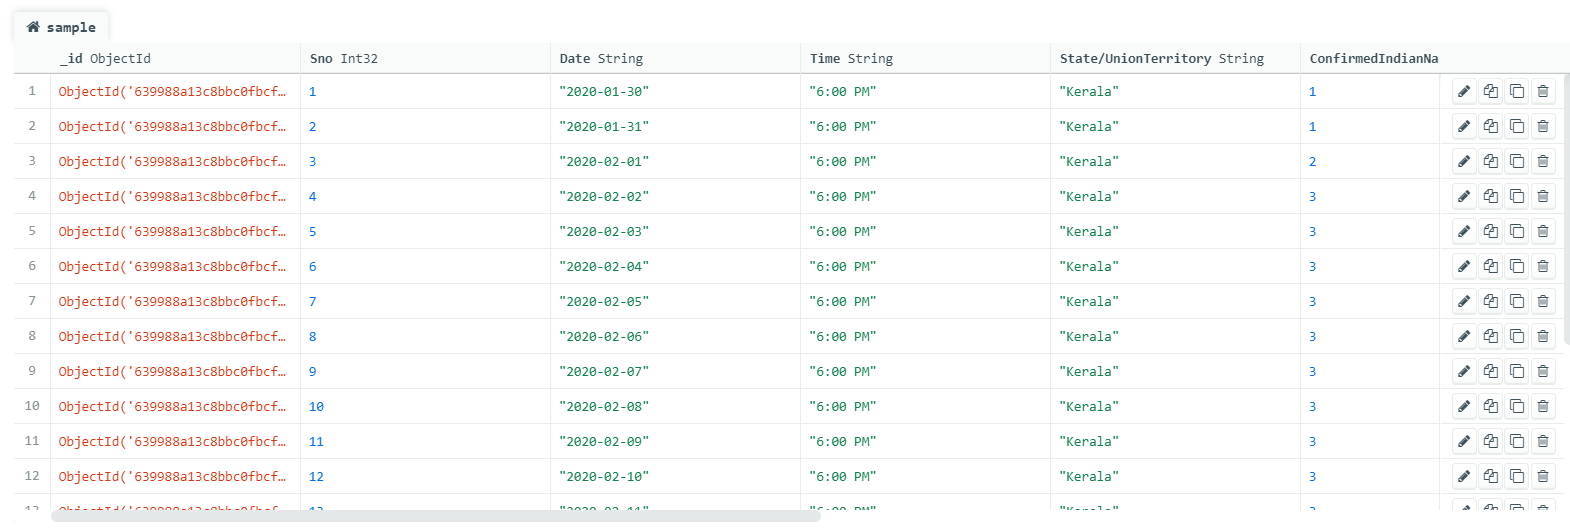 sample
_id ObjectId Sno Int32 Date String Time String State/UnionTerritory String ConfirmedIndianNa
1 ObjectId('639988a13c8bbc0fbcf… 1 "2020-01-30" "6:00 PM" "Kerala" 1
2 ObjectId('639988a13c8bbc0fbcf… 2 "2020-01-31" "6:00 PM" "Kerala" 1
3 ObjectId('639988a13c8bbc0fbcf… 3 "2020-02-01" "6:00 PM" "Kerala" 2
4 ObjectId('639988a13c8bbc0fbcf… 4 "2020-02-02" "6:00 PM" "Kerala" 3
5 ObjectId('639988a13c8bbc0fbcf… 5 "2020-02-03" "6:00 PM" "Kerala" 3
6 ObjectId('639988a13c8bbc0fbcf… 6 "2020-02-04" "6:00 PM" "Kerala" 3
7 ObjectId('639988a13c8bbc0fbcf… 7 "2020-02-05" "6:00 PM" "Kerala" 3
8 ObjectId('639988a13c8bbc0fbcf… 8 "2020-02-06" "6:00 PM" "Kerala" 3
9 ObjectId('639988a13c8bbc0fbcf… 9 "2020-02-07" "6:00 PM" "Kerala" 3
10 ObjectId('639988a13c8bbc0fbcf… 10 "2020-02-08" "6:00 PM" "Kerala" 3
11 ObjectId('639988a13c8bbc0fbcf… 11 "2020-02-09" "6:00 PM" "Kerala" 3
12 ObjectId('639988a13c8bbc0fbcf… 12 "2020-02-10" "6:00 PM" "Kerala" 3